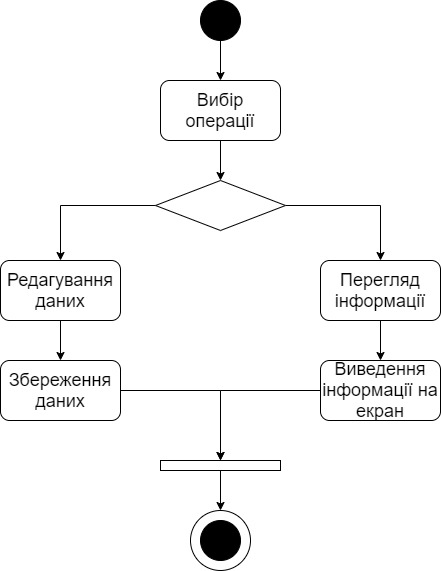 Вибір
операції
Редагування
даних
Перегляд
інформації
Збереження
даних
Виведення
інформації на
екран